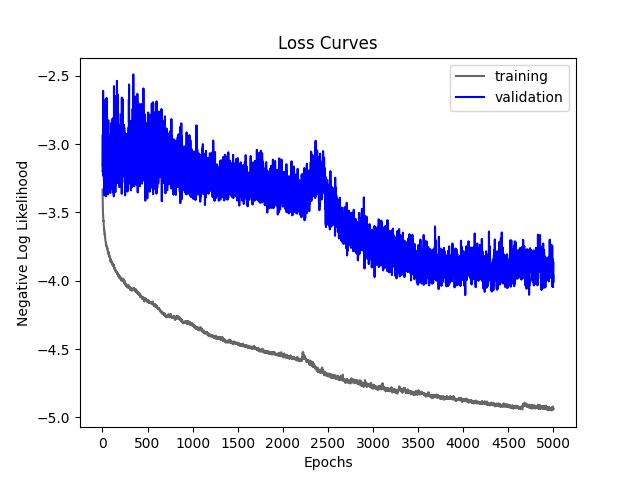 Loss Curves
training
validation
Negative Log Likelihood
−2.5
−3.0
−3.5
−4.0
−4.5
−5.0
0 500 1000 1500 2000 2500 3000 3500 4000 4500 5000
Epochs